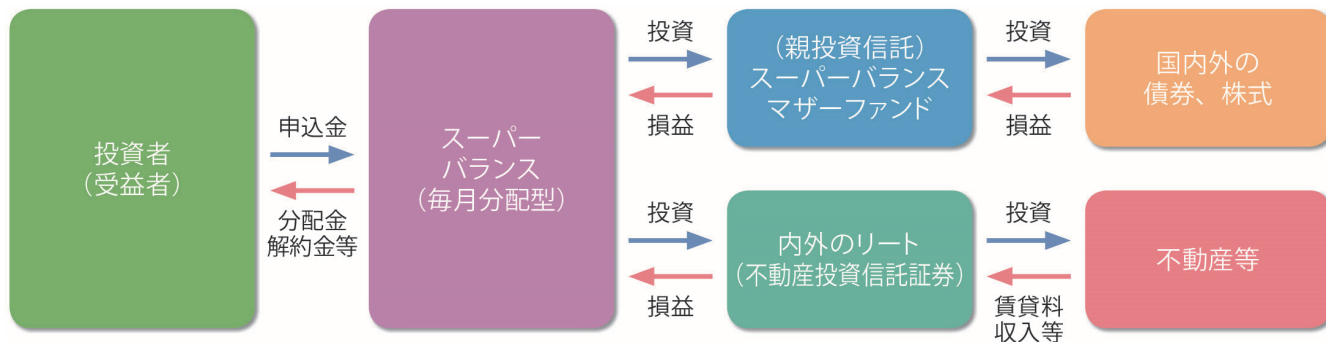 投資者
（受益者）
申込金
分配金
解約金等
スーパー
バランス
（毎月分配型）
投資
損益
（親投資信託）
スーパーバランス
マザーファンド
投資
損益
国内外の
債券、株式
投資
損益
内外のリート
（不動産投資信託証券）
投資
賃貸料
収入等
不動産等